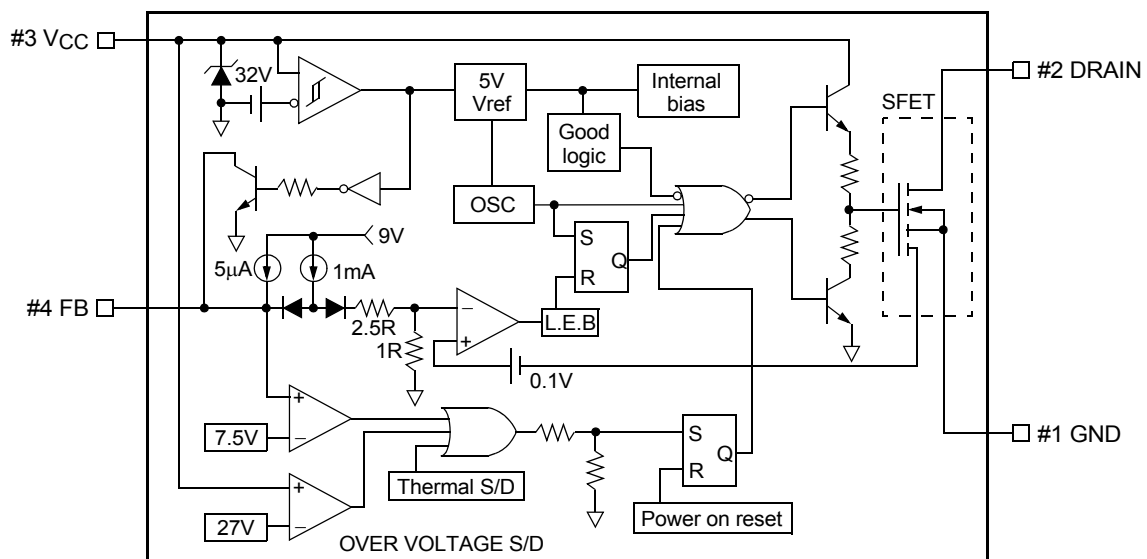 #3 VCC
32V
5V
Vref
Internal
bias
#2 DRAIN
SFET
Good
logic
OSC
9V
5μA
1mA
S
R
Q
#4 FB
2.5R
1R
−
+
L.E.B
0.1V
+
−
7.5V
Thermal S/D
S
R
Q
#1 GND
+
−
27V
Power on reset
OVER VOLTAGE S/D